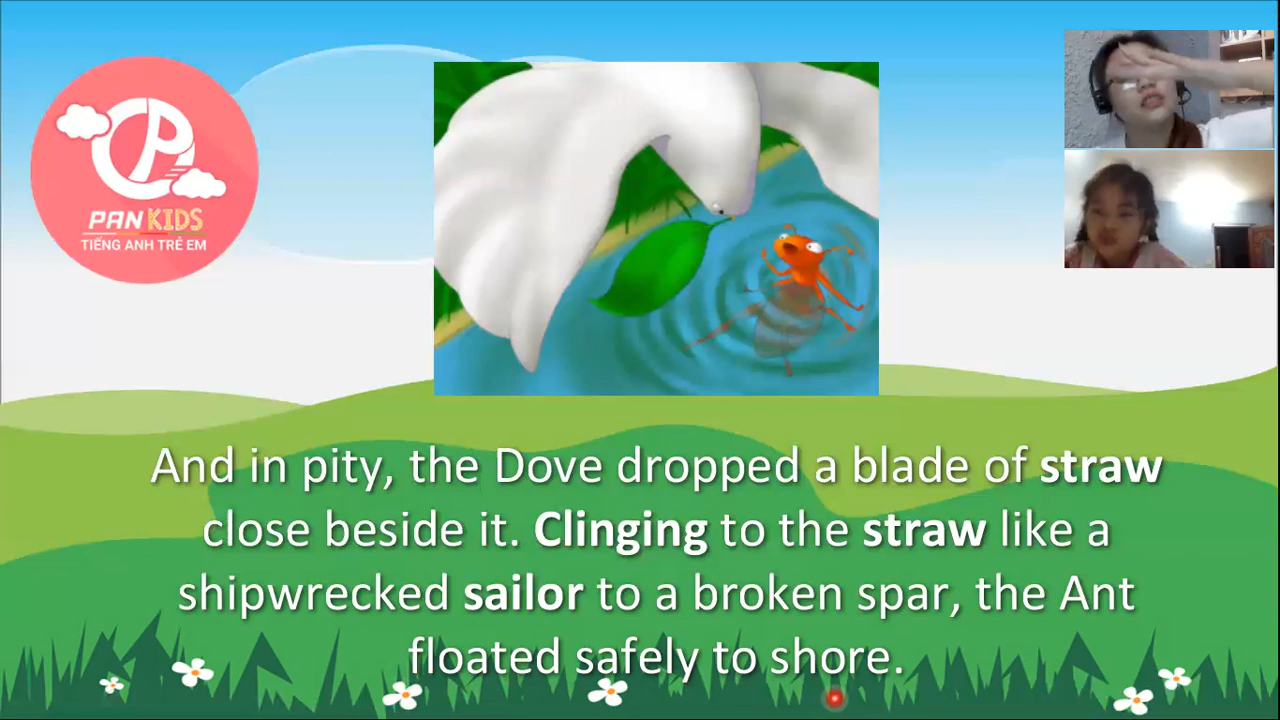 PAN KIDS
TIẾNG ANH TRẺ EM
And in pity, the Dove dropped a blade of straw
close beside it. Clinging to the straw like a
shipwrecked sailor to a broken spar, the Ant
floated safely to shore.